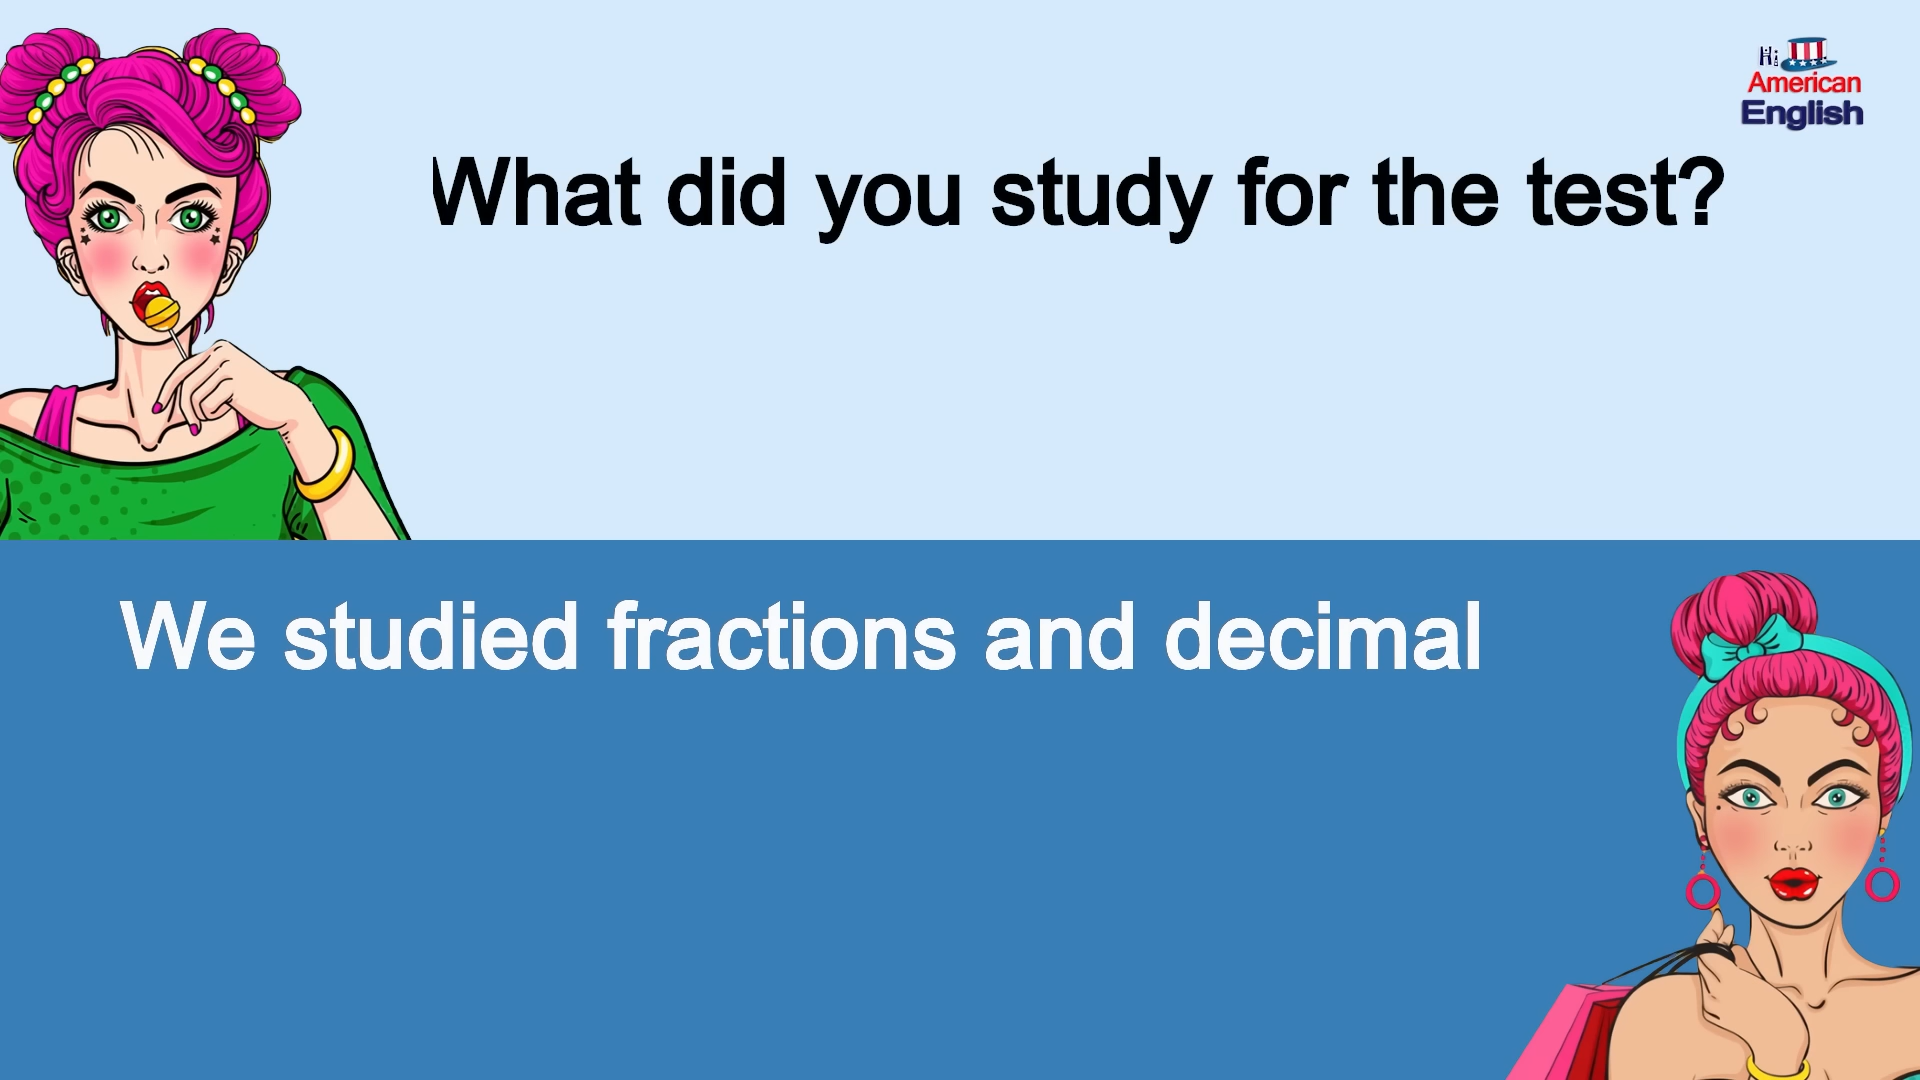 Hi
American
English
What did you study for the test?
We studied fractions and decimal